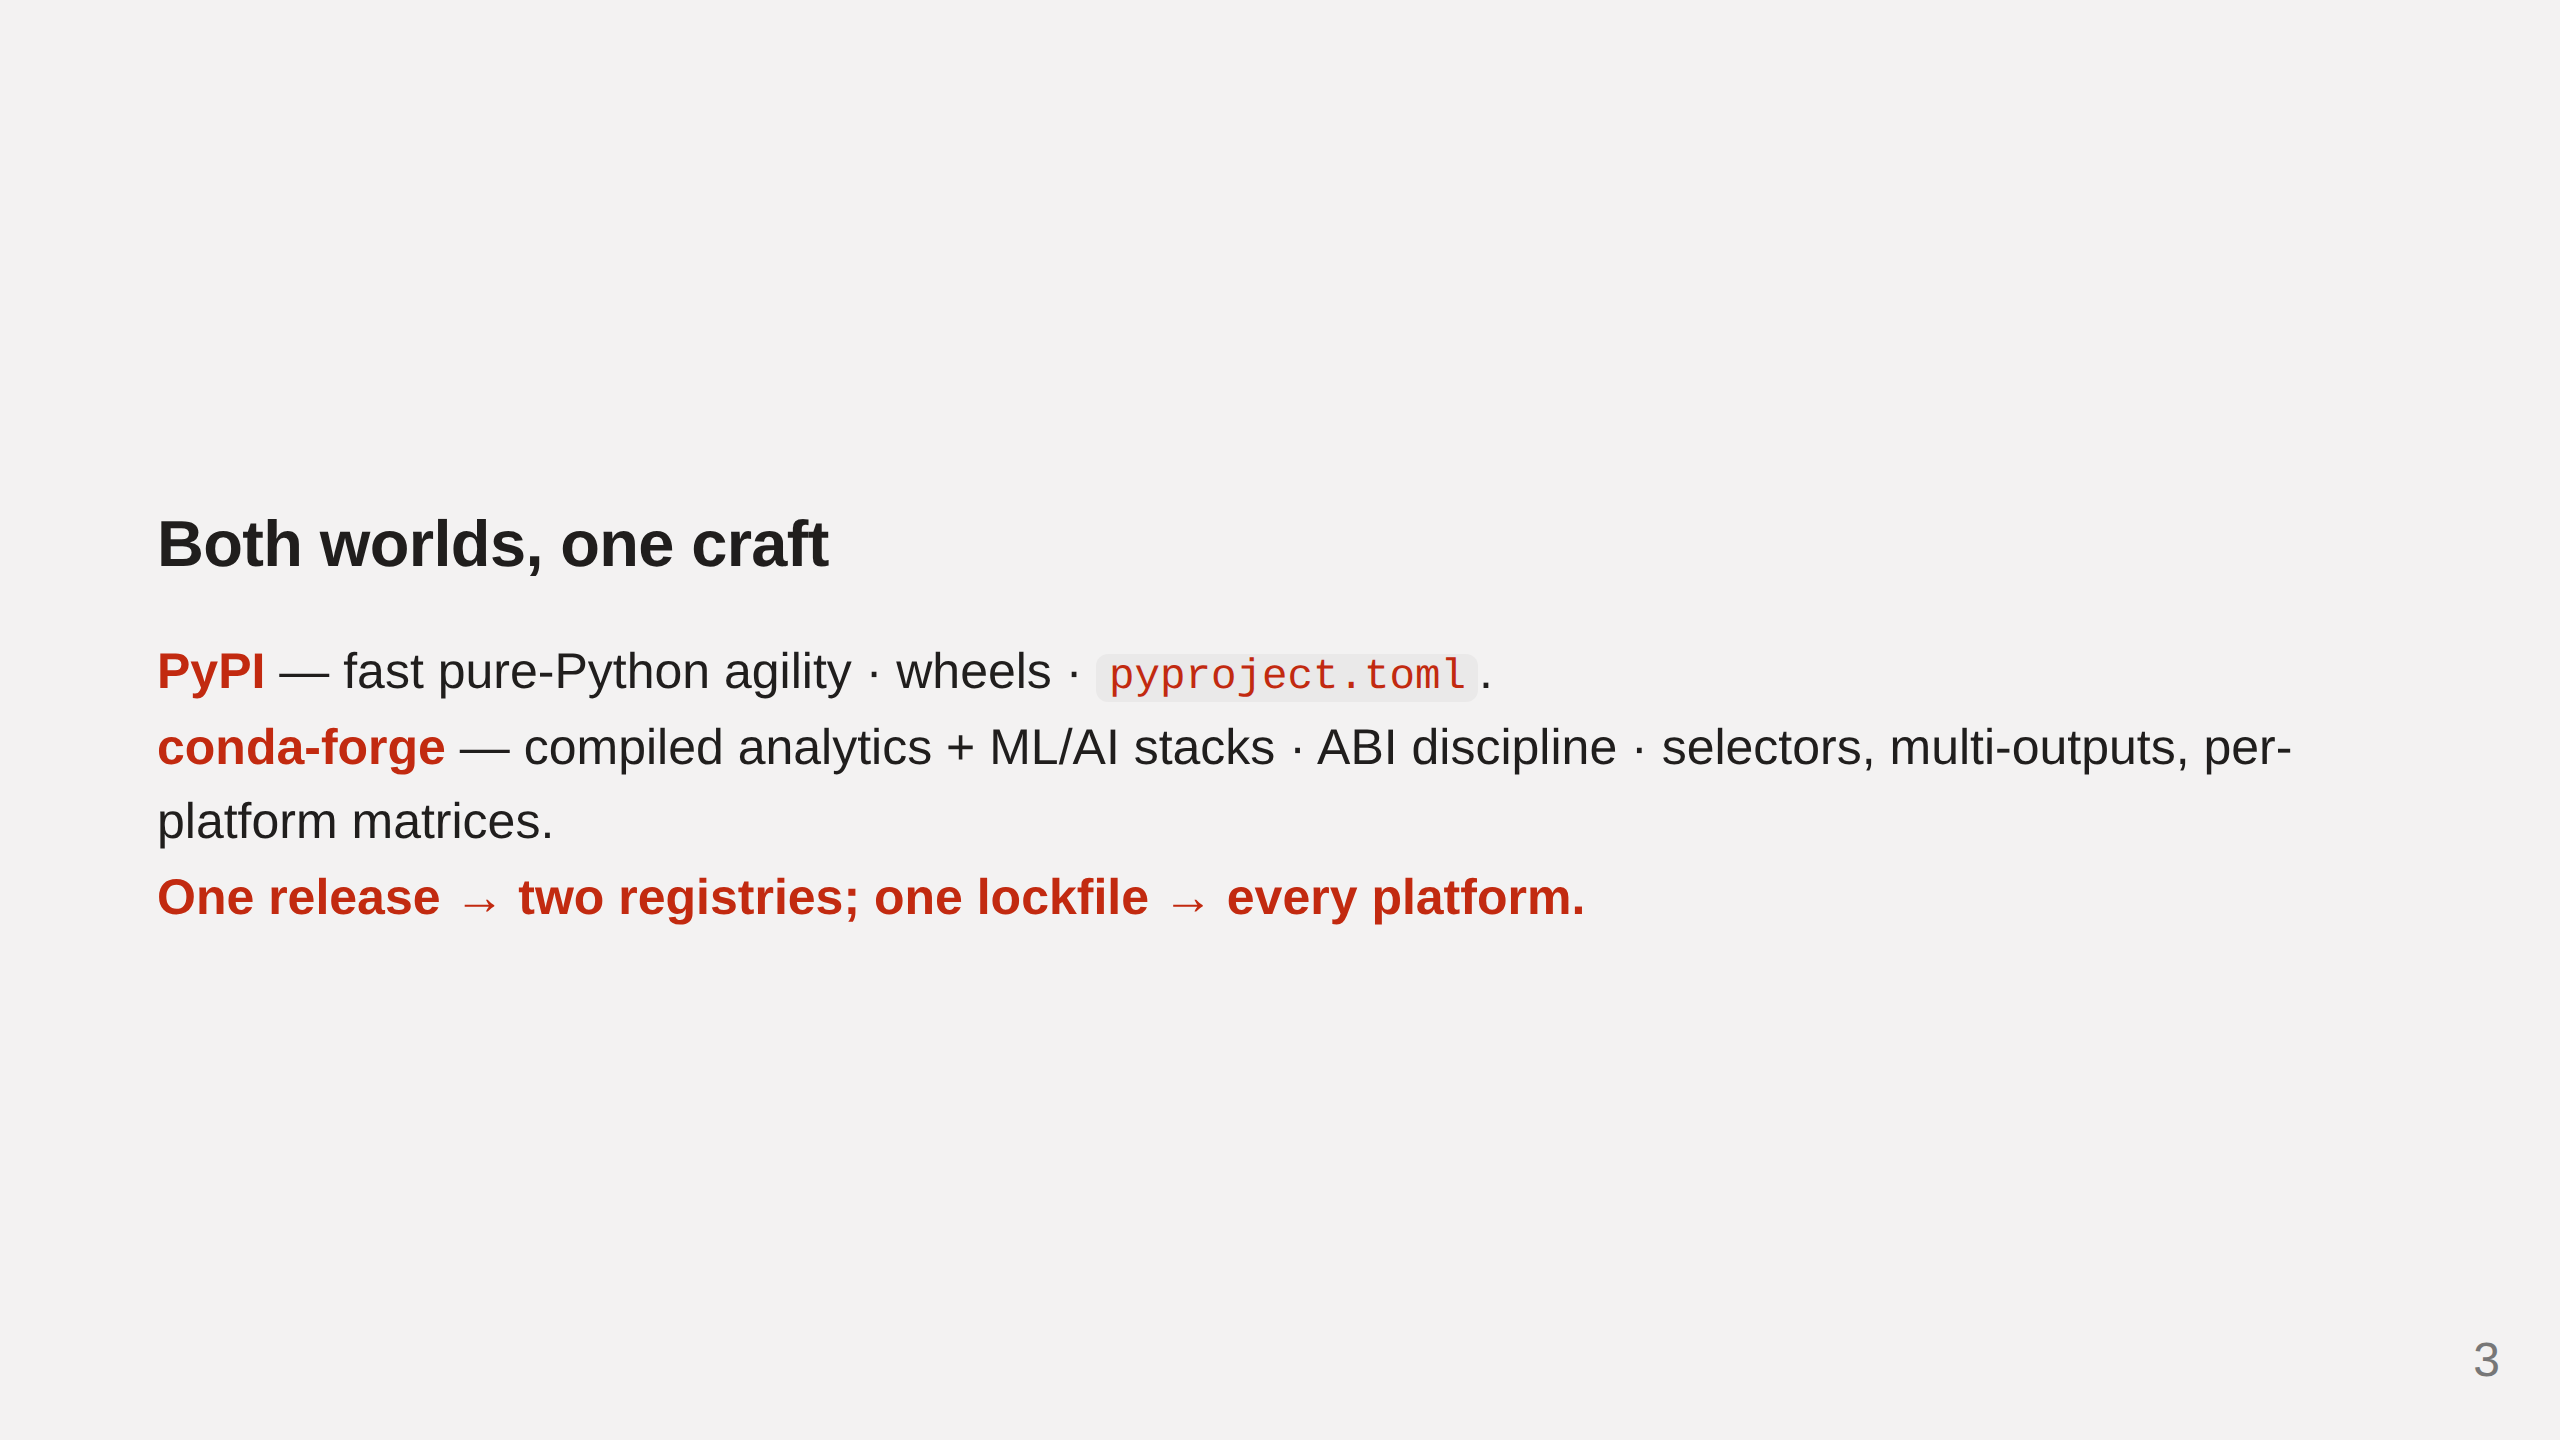 Both worlds, one craft
PyPI — fast pure-Python agility · wheels · pyproject.toml.
conda-forge — compiled analytics + ML/AI stacks · ABI discipline · selectors, multi-outputs, per-
platform matrices.
One release → two registries; one lockfile → every platform.
3